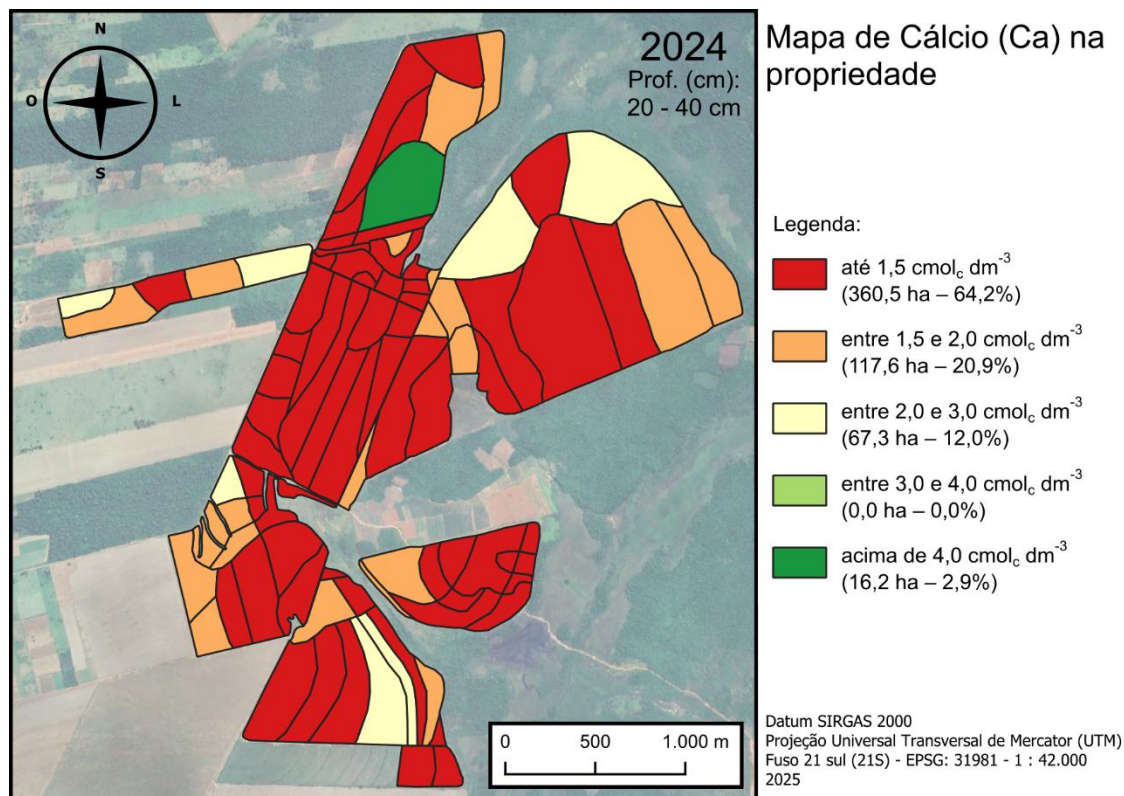 N
O
L
S
2024
Prof. (cm):
20 - 40 cm
Mapa de Cálcio (Ca) na
propriedade
Legenda:
até 1,5 cmolc dm-3
(360,5 ha – 64,2%)
entre 1,5 e 2,0 cmolc dm-3
(117,6 ha – 20,9%)
entre 2,0 e 3,0 cmolc dm-3
(67,3 ha – 12,0%)
entre 3,0 e 4,0 cmolc dm-3
(0,0 ha – 0,0%)
acima de 4,0 cmolc dm-3
(16,2 ha – 2,9%)
0 500 1.000 m
Datum SIRGAS 2000
Projeção Universal Transversal de Mercator (UTM)
Fuso 21 sul (21S) - EPSG: 31981 - 1 : 42.000
2025